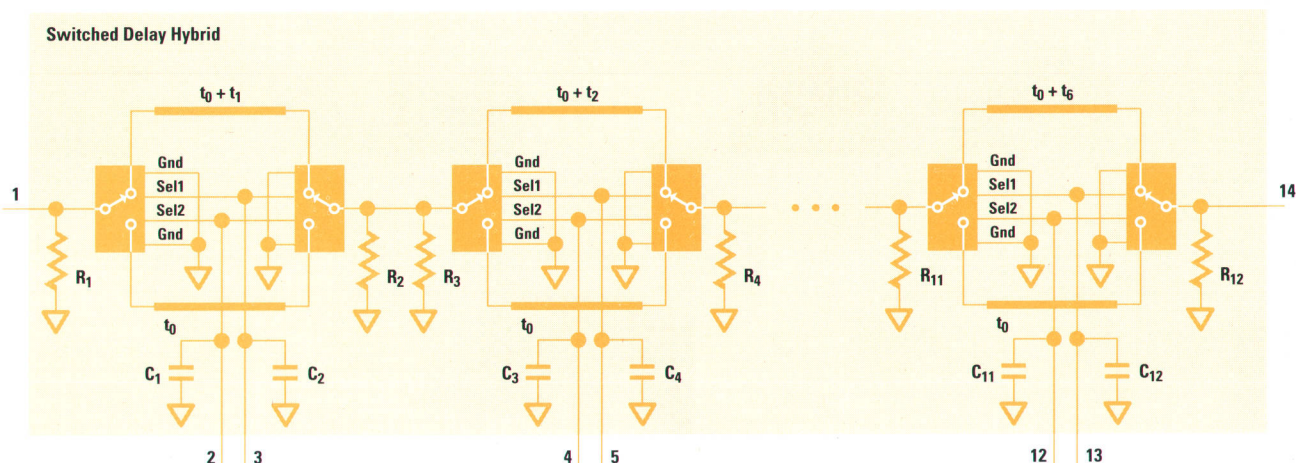 Switched Delay Hybrid
t0 + t1
t0 + t2
t0 + t6
Gnd
Sel1
Sel2
Gnd
Gnd
Sel1
Sel2
Gnd
Gnd
Sel1
Sel2
Gnd
1
14
R1
R2
R3
R4
R11
R12
t0
t0
t0
C1
C2
C3
C4
C11
C12
2
3
4
5
12
13